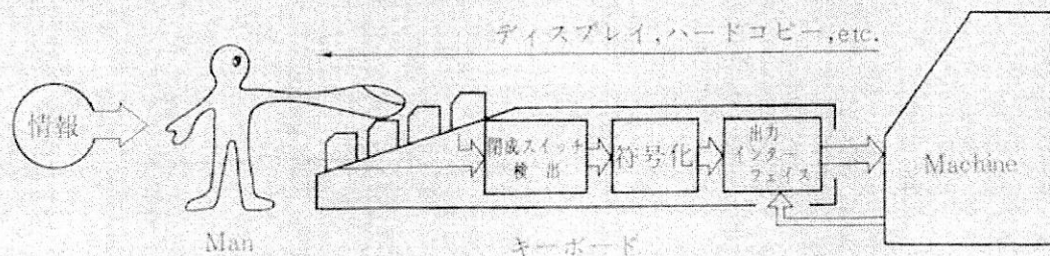 ディスプレイ,ハードコピー,etc.
情報
閉成スイッチ
検出
符号化
出力
インター
フェイス
Machine
Man
キーボード